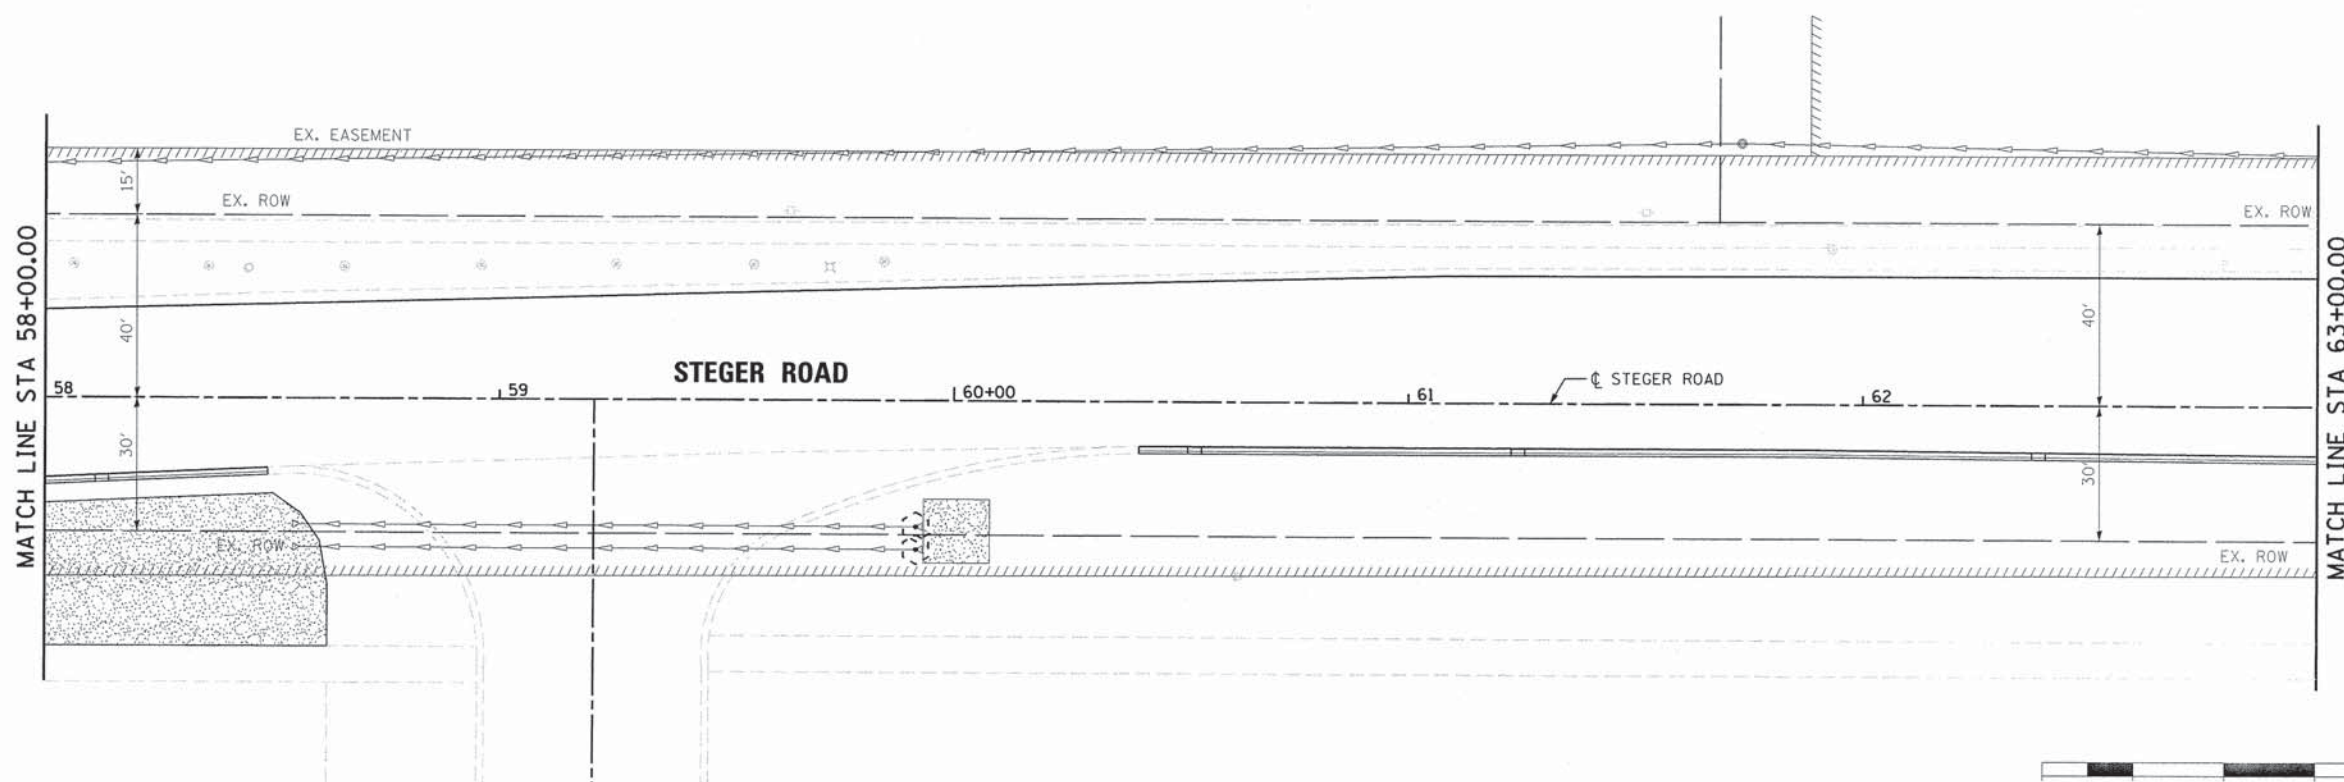 EX. EASEMENT
15'
EX. ROW
EX. ROW
MATCH LINE STA 58+00.00
40'
40'
MATCH LINE STA 63+00.00
STEGER ROAD
℄ STEGER ROAD
58
59
60+00
61
62
30'
30'
EX. ROW
EX. ROW